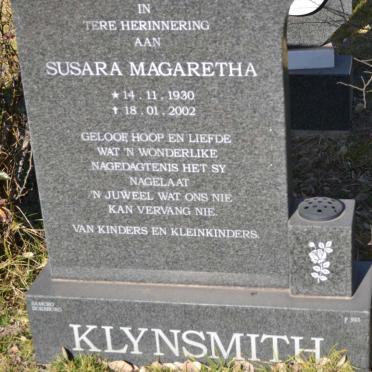 IN
TERE HERINNERING
AAN
SUSARA MAGARETHA
★ 14 . 11 . 1930
✝ 18 . 01 . 2002
GELOOF, HOOP EN LIEFDE
WAT 'N WONDERLIKE
NAGEDAGTENIS HET SY
NAGELAAT
'N JUWEEL WAT ONS NIE
KAN VERVANG NIE.
VAN KINDERS EN KLEINKINDERS.
KLYNSMITH